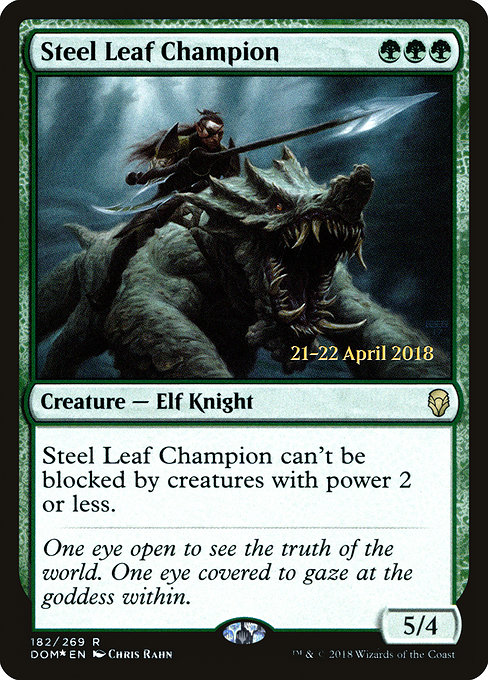 Steel Leaf Champion
21–22 April 2018
Creature — Elf Knight
Steel Leaf Champion can't be
blocked by creatures with power 2
or less.
One eye open to see the truth of the
world. One eye covered to gaze at the
goddess within.
5/4
182/269 R
DOM★EN Chris Rahn
™ & © 2018 Wizards of the Coast